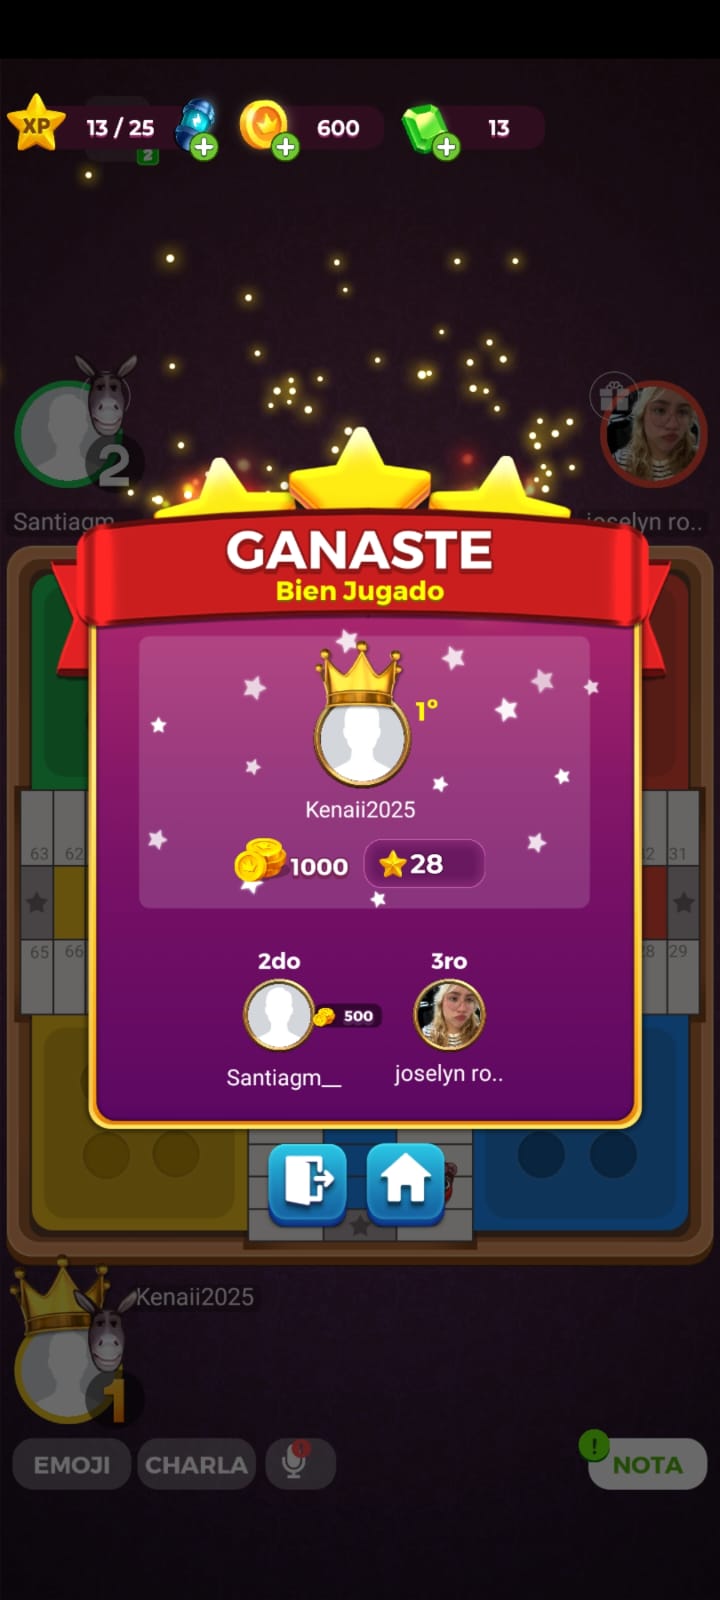 XP 13 / 25 600 13
2
2
Santiagm
joselyn ro..
GANASTE
Bien Jugado
1º
Kenaii2025
1000 28
63 62
31
65 66
29
2do 3ro
500
Santiagm__ joselyn ro..
Kenaii2025
1
EMOJI CHARLA ! NOTA